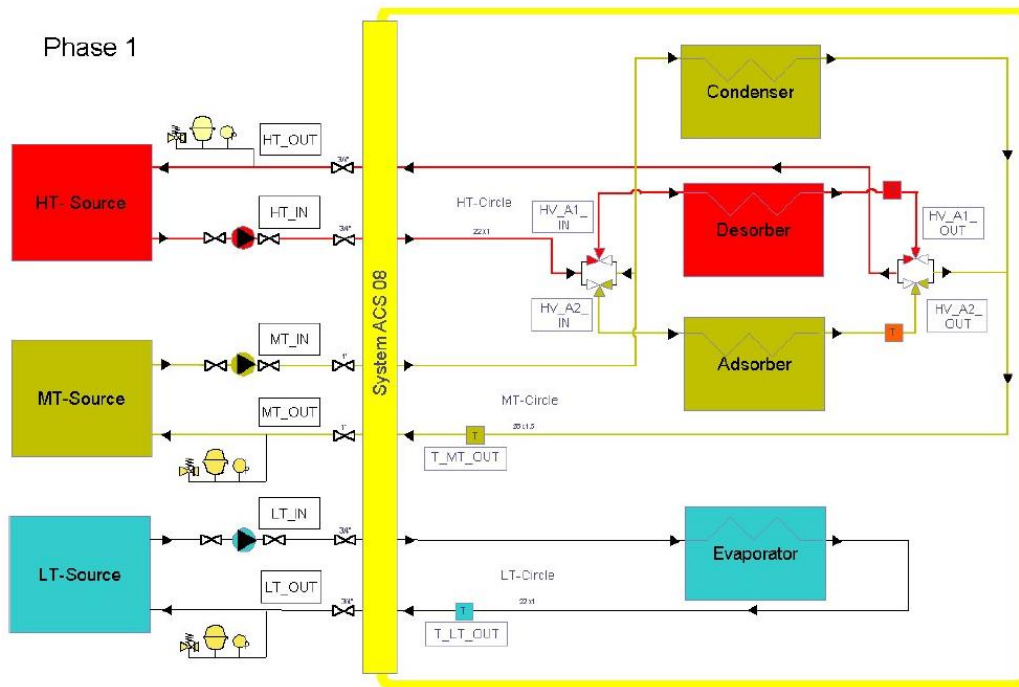 Phase 1
Condenser
HT_OUT
3/4"
HT- Source
HT_IN
3/4"
HT-Circle
22x1
HV_A1_
IN
Desorber
HV_A1_
OUT
HV_A2_
IN
HV_A2_
OUT
System ACS 08
MT_IN
1"
MT-Source
MT_OUT
1"
Adsorber
T
MT-Circle
T
T_MT_OUT
LT_IN
3/4"
LT-Source
LT_OUT
3/4"
Evaporator
LT-Circle
22x1
T
T_LT_OUT